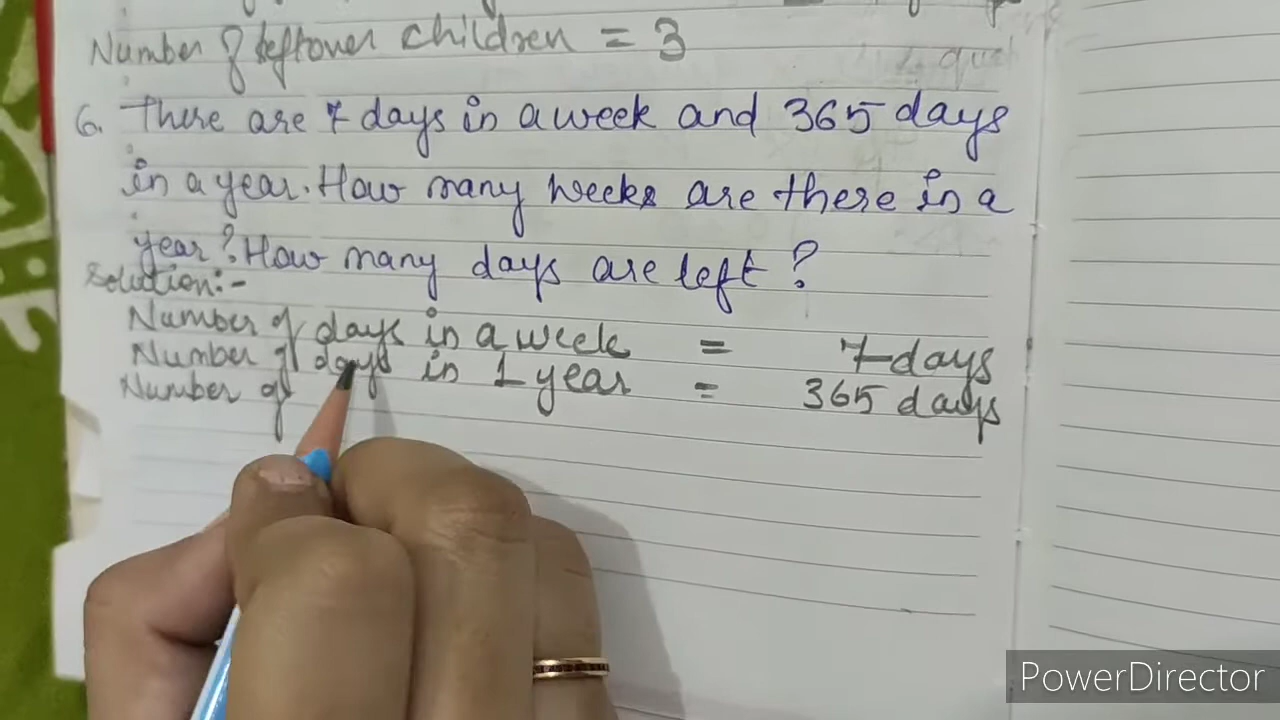 Number of leftover children = 3
6. There are 7 days in a week and 365 days
in a year. How many weeks are there in a
year? How many days are left?
Solution:-
Number of days in a week = 7 days
Number of days in 1 year = 365 days
Number of
PowerDirector